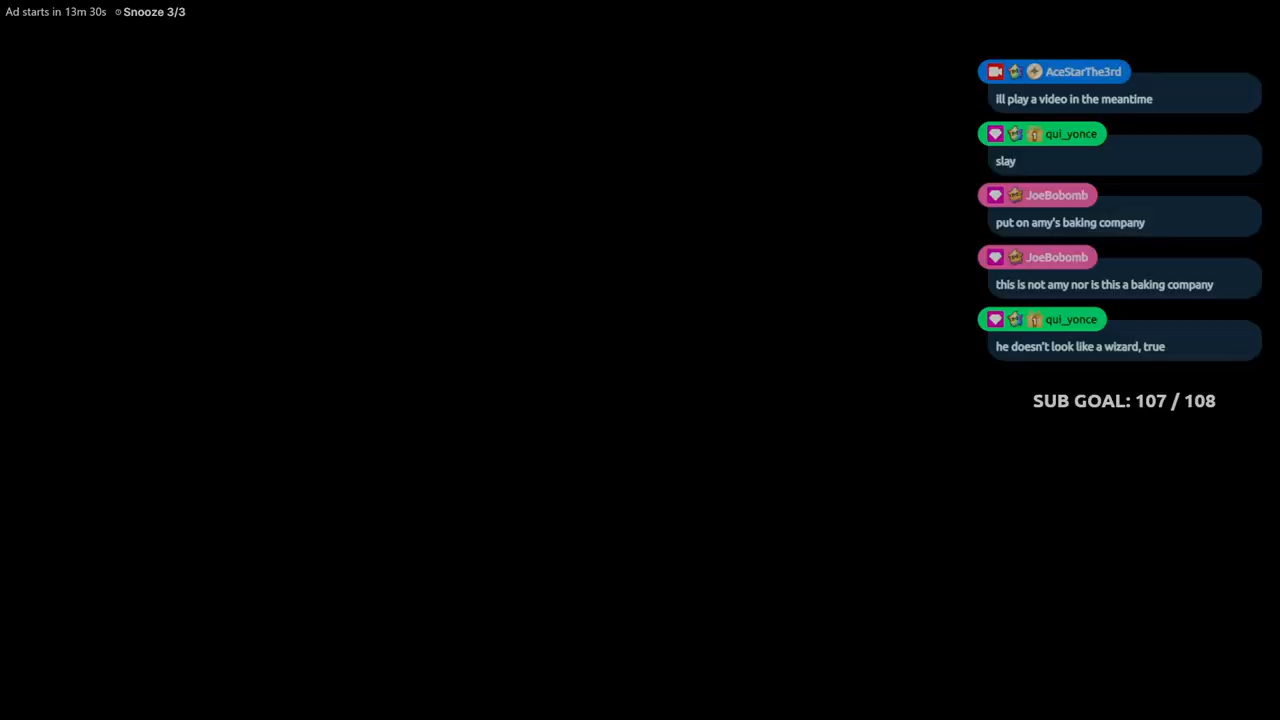 Ad starts in 13m 30s Snooze 3/3
AceStarThe3rd
ill play a video in the meantime
qui_yonce
slay
JoeBobomb
put on amy's baking company
JoeBobomb
this is not amy nor is this a baking company
qui_yonce
he doesn't look like a wizard, true
SUB GOAL: 107 / 108